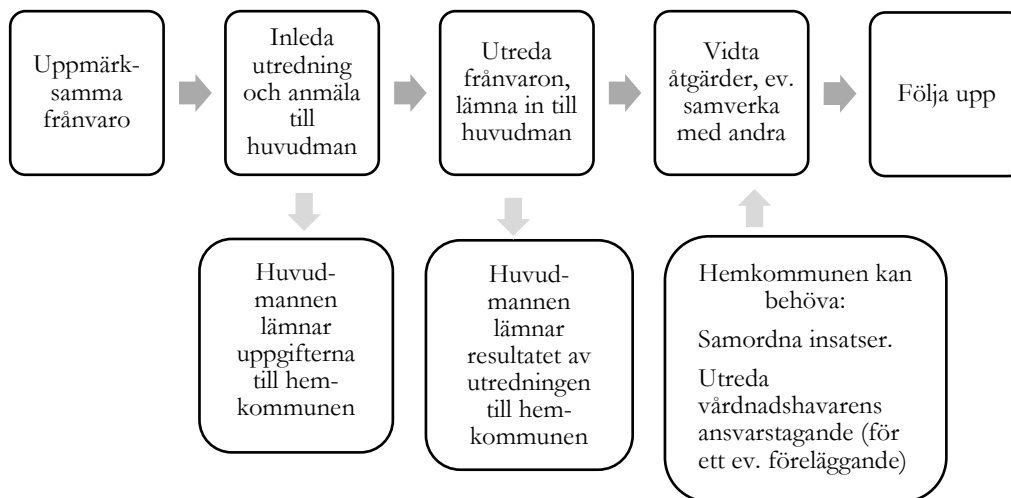 Uppmärk-
samma
frånvaro
Inleda
utredning
och anmäla
till
huvudman
Utreda
frånvaron,
lämna in till
huvudman
Vidta
åtgärder, ev.
samverka
med andra
Följa upp
Huvud-
mannen
lämnar
uppgifterna
till hem-
kommunen
Huvud-
mannen
lämnar
resultatet av
utredningen
till hem-
kommunen
Hemkommunen kan
behöva:
Samordna insatser.
Utreda
vårdnadshavarens
ansvarstagande (för
ett ev. föreläggande)